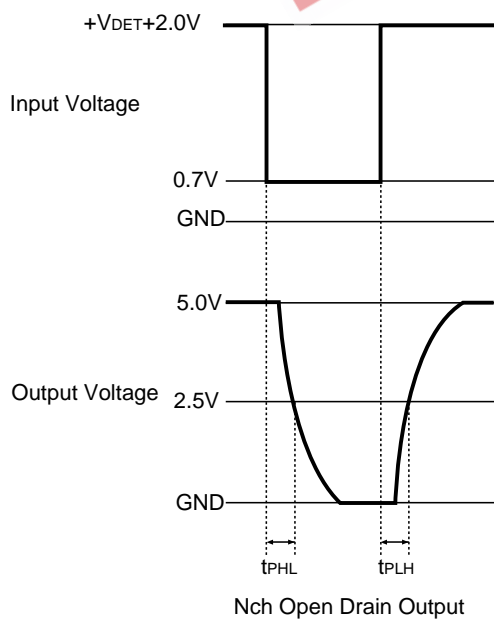 +VDET+2.0V
Input Voltage
0.7V
GND
5.0V
Output Voltage
2.5V
GND
tPHL
tPLH
Nch Open Drain Output